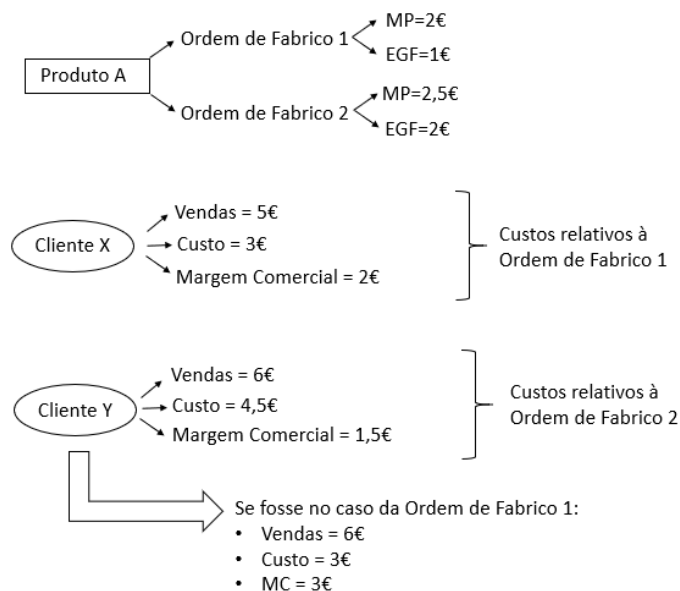 Produto A
Ordem de Fabrico 1
MP=2€
EGF=1€
Ordem de Fabrico 2
MP=2,5€
EGF=2€
Cliente X
Vendas = 5€
Custo = 3€
Margem Comercial = 2€
Custos relativos à
Ordem de Fabrico 1
Cliente Y
Vendas = 6€
Custo = 4,5€
Margem Comercial = 1,5€
Custos relativos à
Ordem de Fabrico 2
Se fosse no caso da Ordem de Fabrico 1:
• Vendas = 6€
• Custo = 3€
• MC = 3€